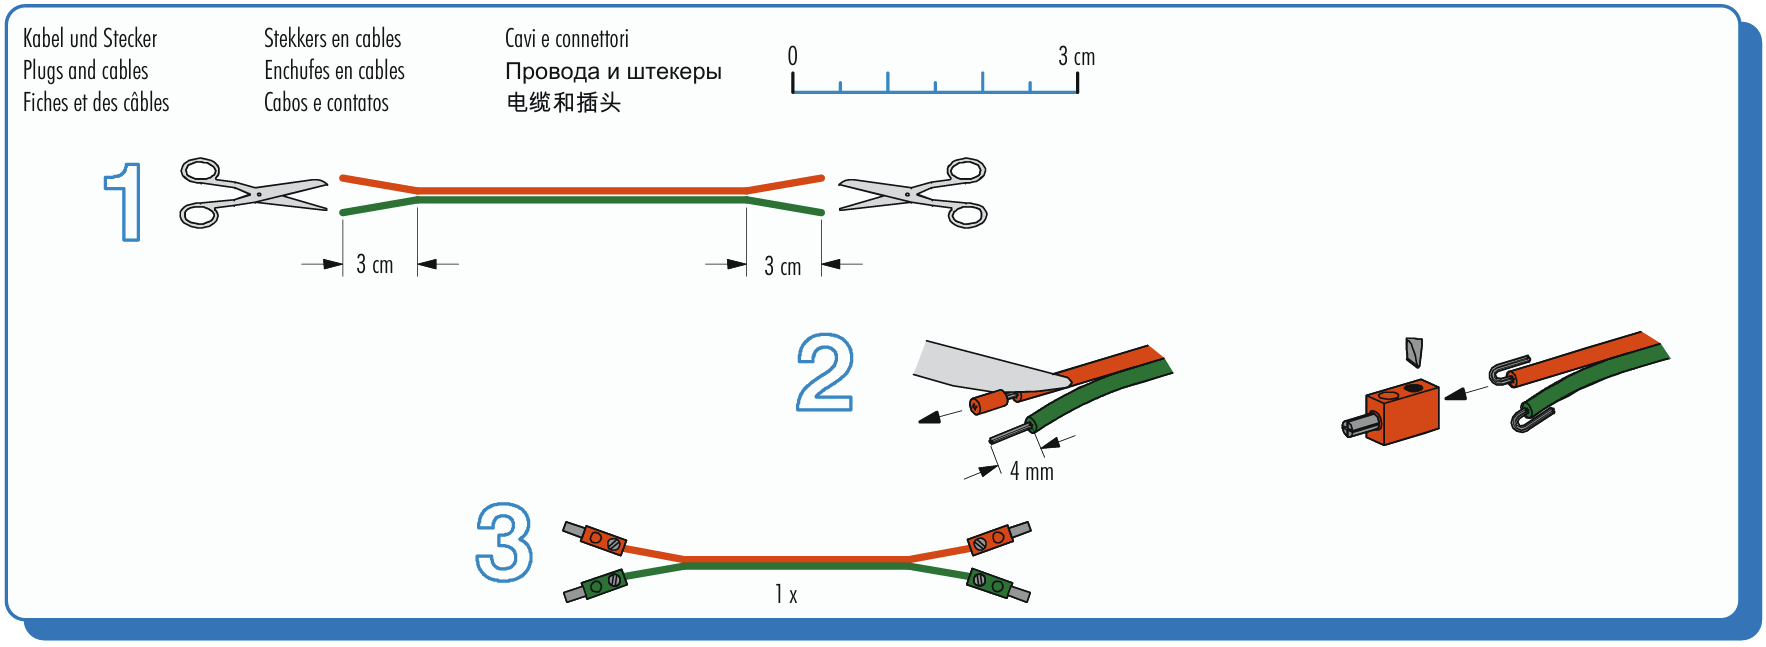 Kabel und Stecker
Plugs and cables
Fiches et des câbles
Stekkers en cables
Enchufes en cables
Cabos e contatos
Cavi e connettori
Провода и штекеры
电缆和插头
0 3 cm
1
3 cm 3 cm
2
4 mm
3
1 x